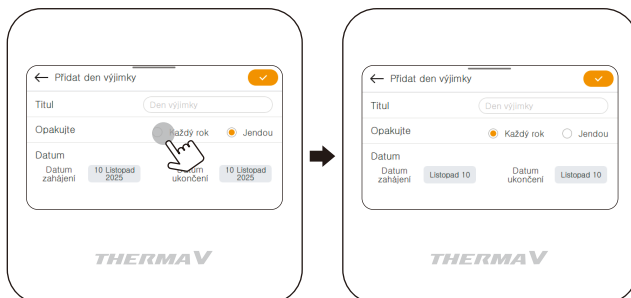 Přidat den výjimky
Titul
Den výjimky
Opakujte
Každý rok
Jendou
Datum
Datum zahájení
10 Listopad 2025
Datum ukončení
10 Listopad 2025
THERMAV
Přidat den výjimky
Titul
Den výjimky
Opakujte
Každý rok
Jendou
Datum
Datum zahájení
Listopad 10
Datum ukončení
Listopad 10
THERMAV